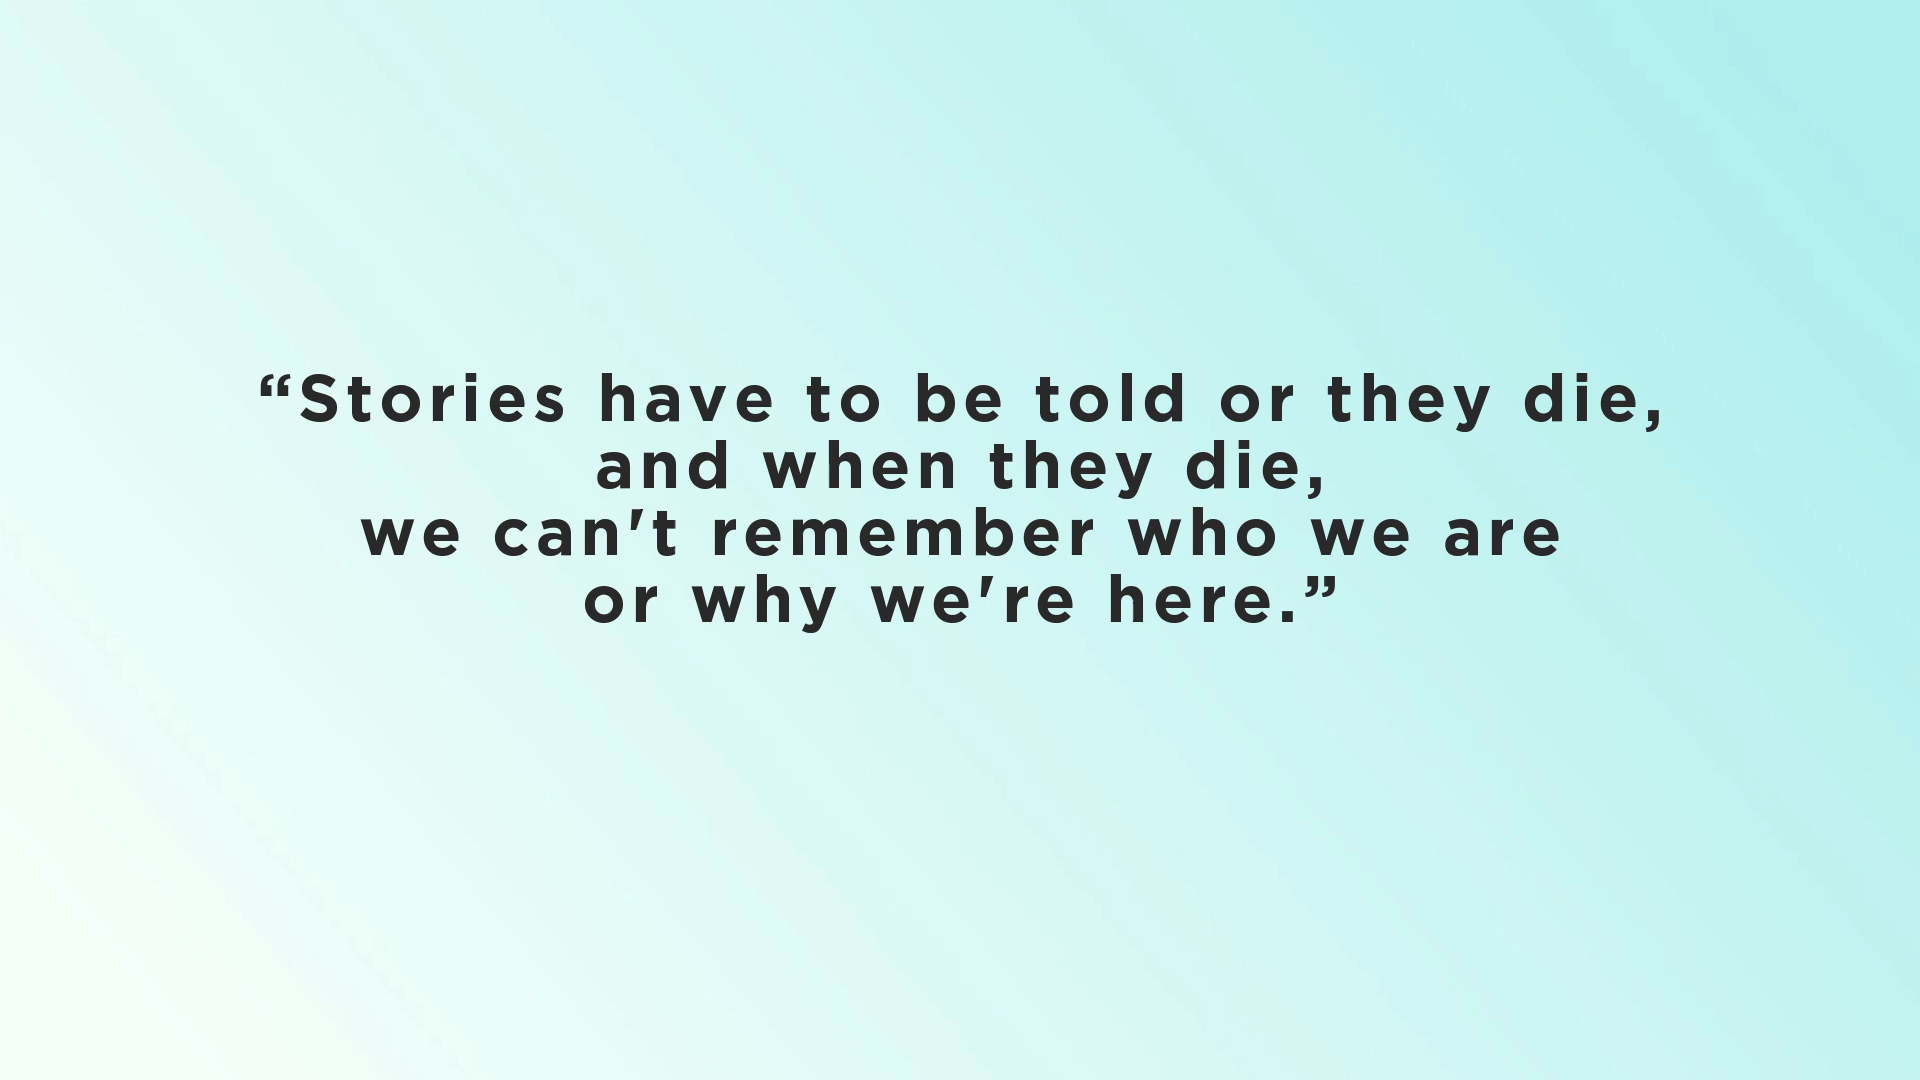 “Stories have to be told or they die,
and when they die,
we can't remember who we are
or why we're here.”